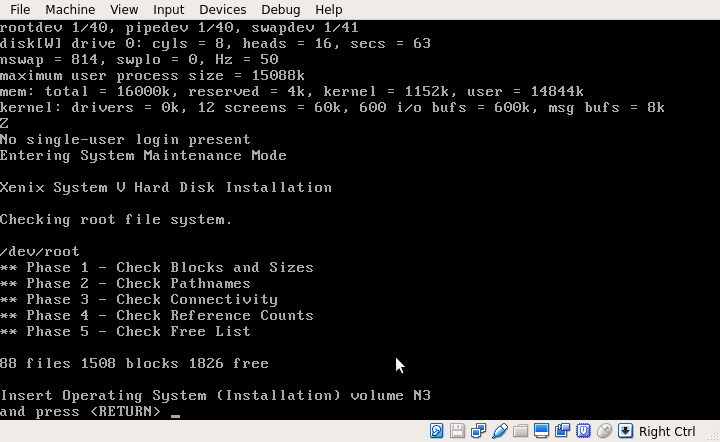 File Machine View Input Devices Debug Help
rootdev 1/40, pipedev 1/40, swapdev 1/41
disk[W] drive 0: cyls = 8, heads = 16, secs = 63
nswap = 814, swplo = 0, Hz = 50
maximum user process size = 15088k
mem: total = 16000k, reserved = 4k, kernel = 1152k, user = 14844k
kernel: drivers = 0k, 12 screens = 60k, 600 i/o bufs = 600k, msg bufs = 8k
Z
No single-user login present
Entering System Maintenance Mode
Xenix System V Hard Disk Installation
Checking root file system.
/dev/root
** Phase 1 - Check Blocks and Sizes
** Phase 2 - Check Pathnames
** Phase 3 - Check Connectivity
** Phase 4 - Check Reference Counts
** Phase 5 - Check Free List
88 files 1508 blocks 1826 free
Insert Operating System (Installation) volume N3
and press <RETURN> _
Right Ctrl